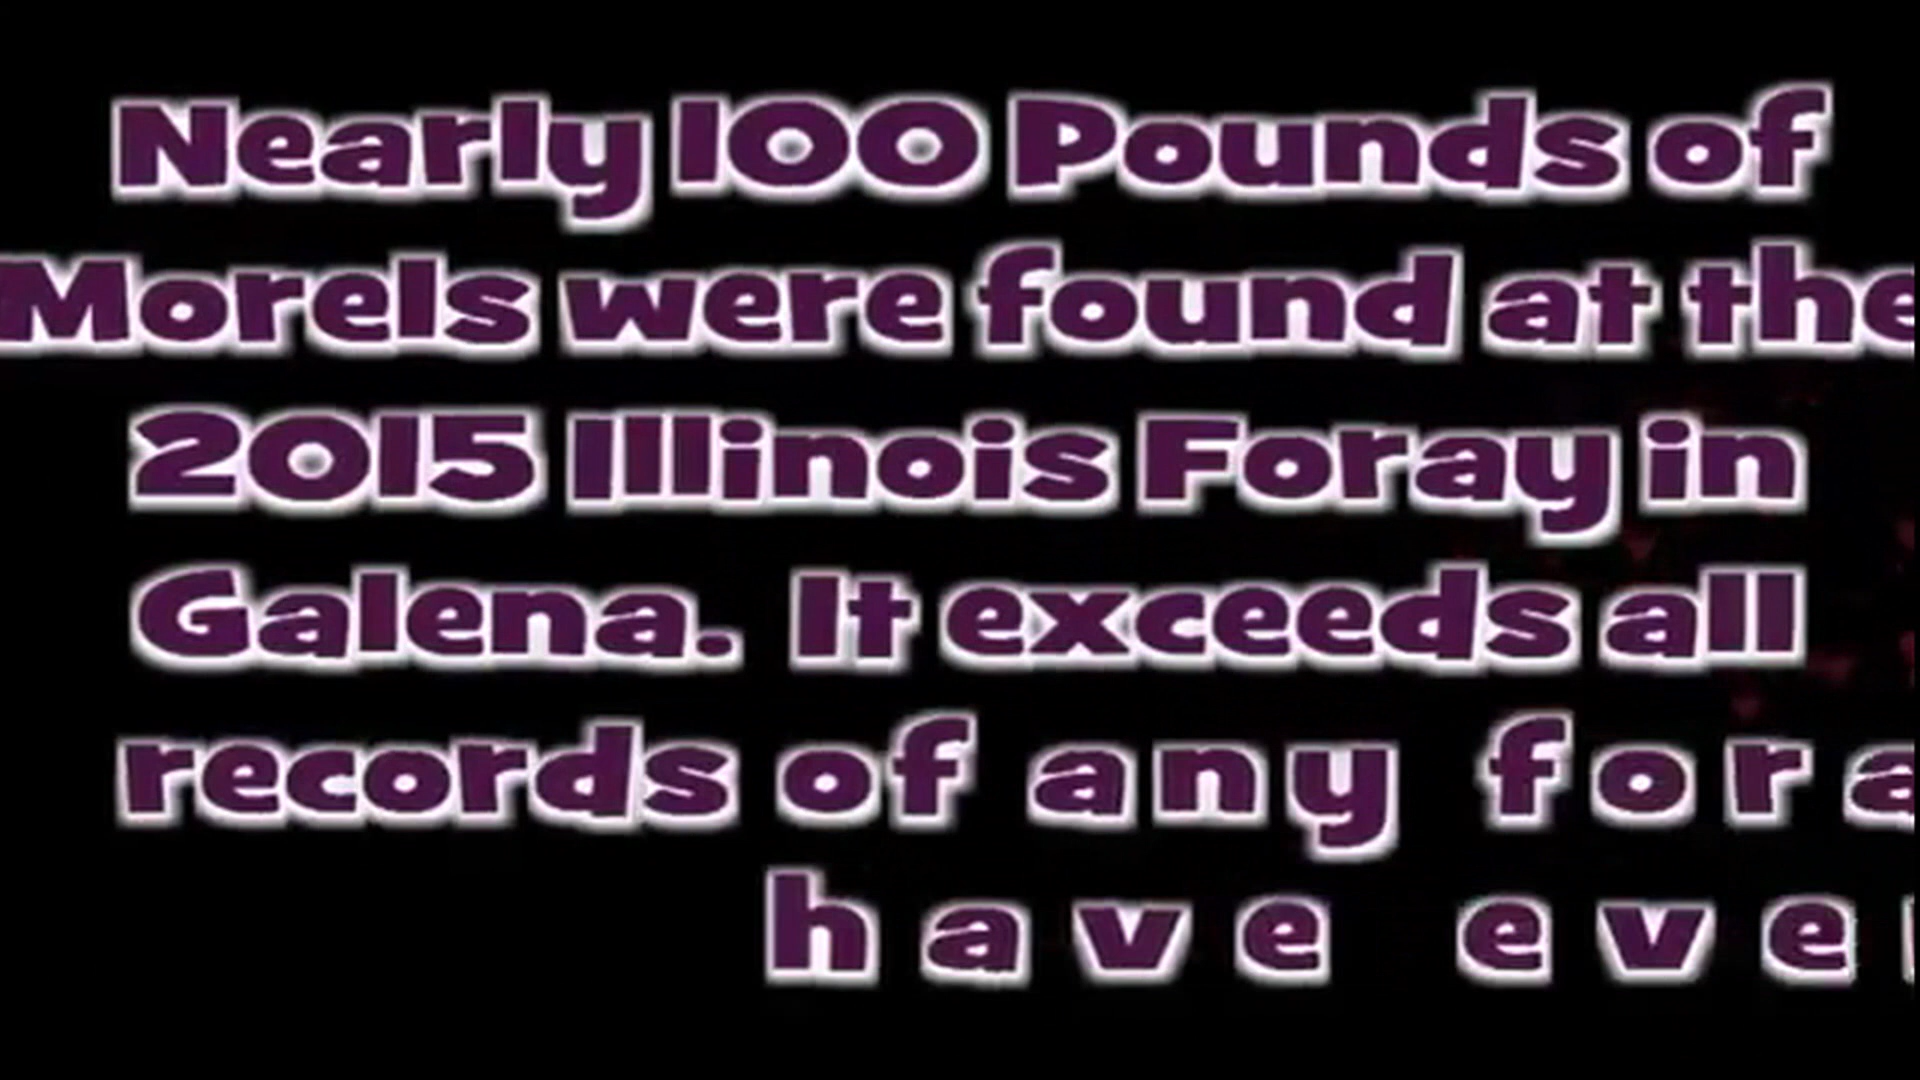 Nearly 100 Pounds of
Morels were found at the
2015 Illinois Foray in
Galena. It exceeds all
records of any fora
have eve